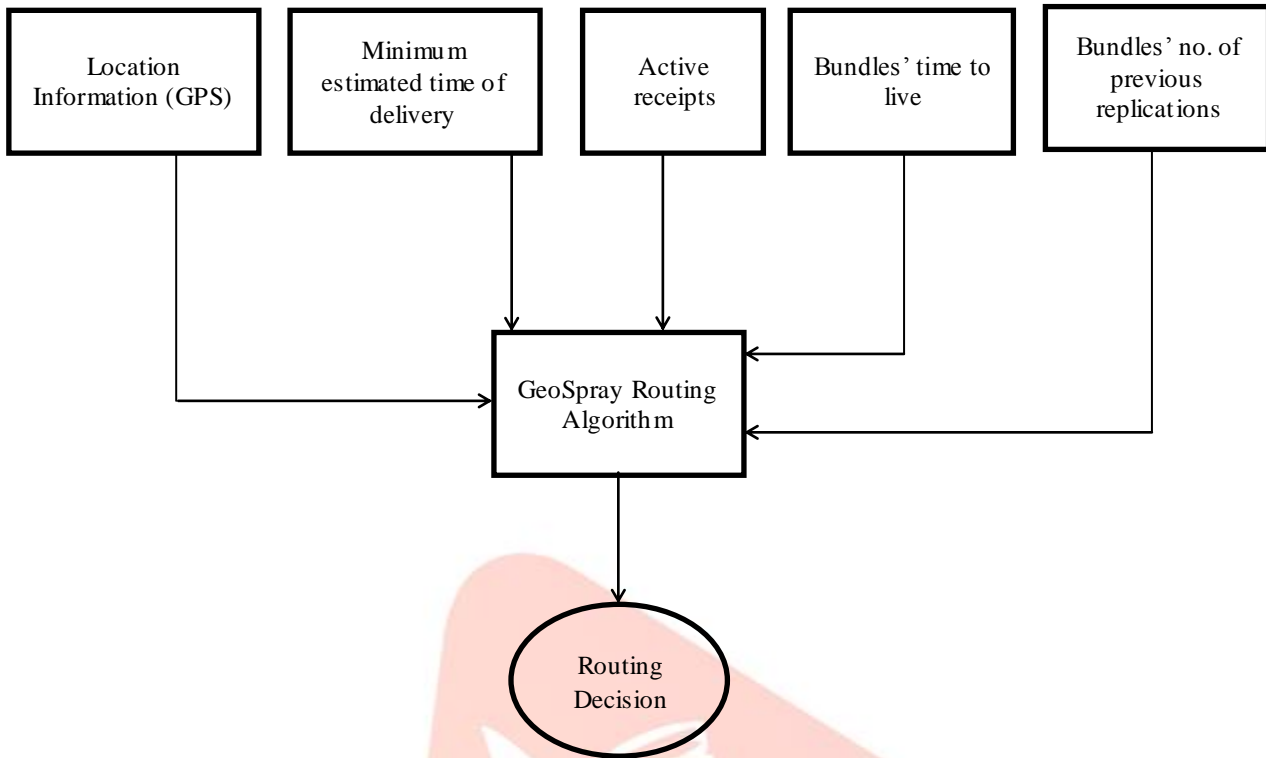 Location
Information (GPS)
Minimum
estimated time of
delivery
Active
receipts
Bundles’ time to
live
Bundles’ no. of
previous
replications
GeoSpray Routing
Algorithm
Routing
Decision